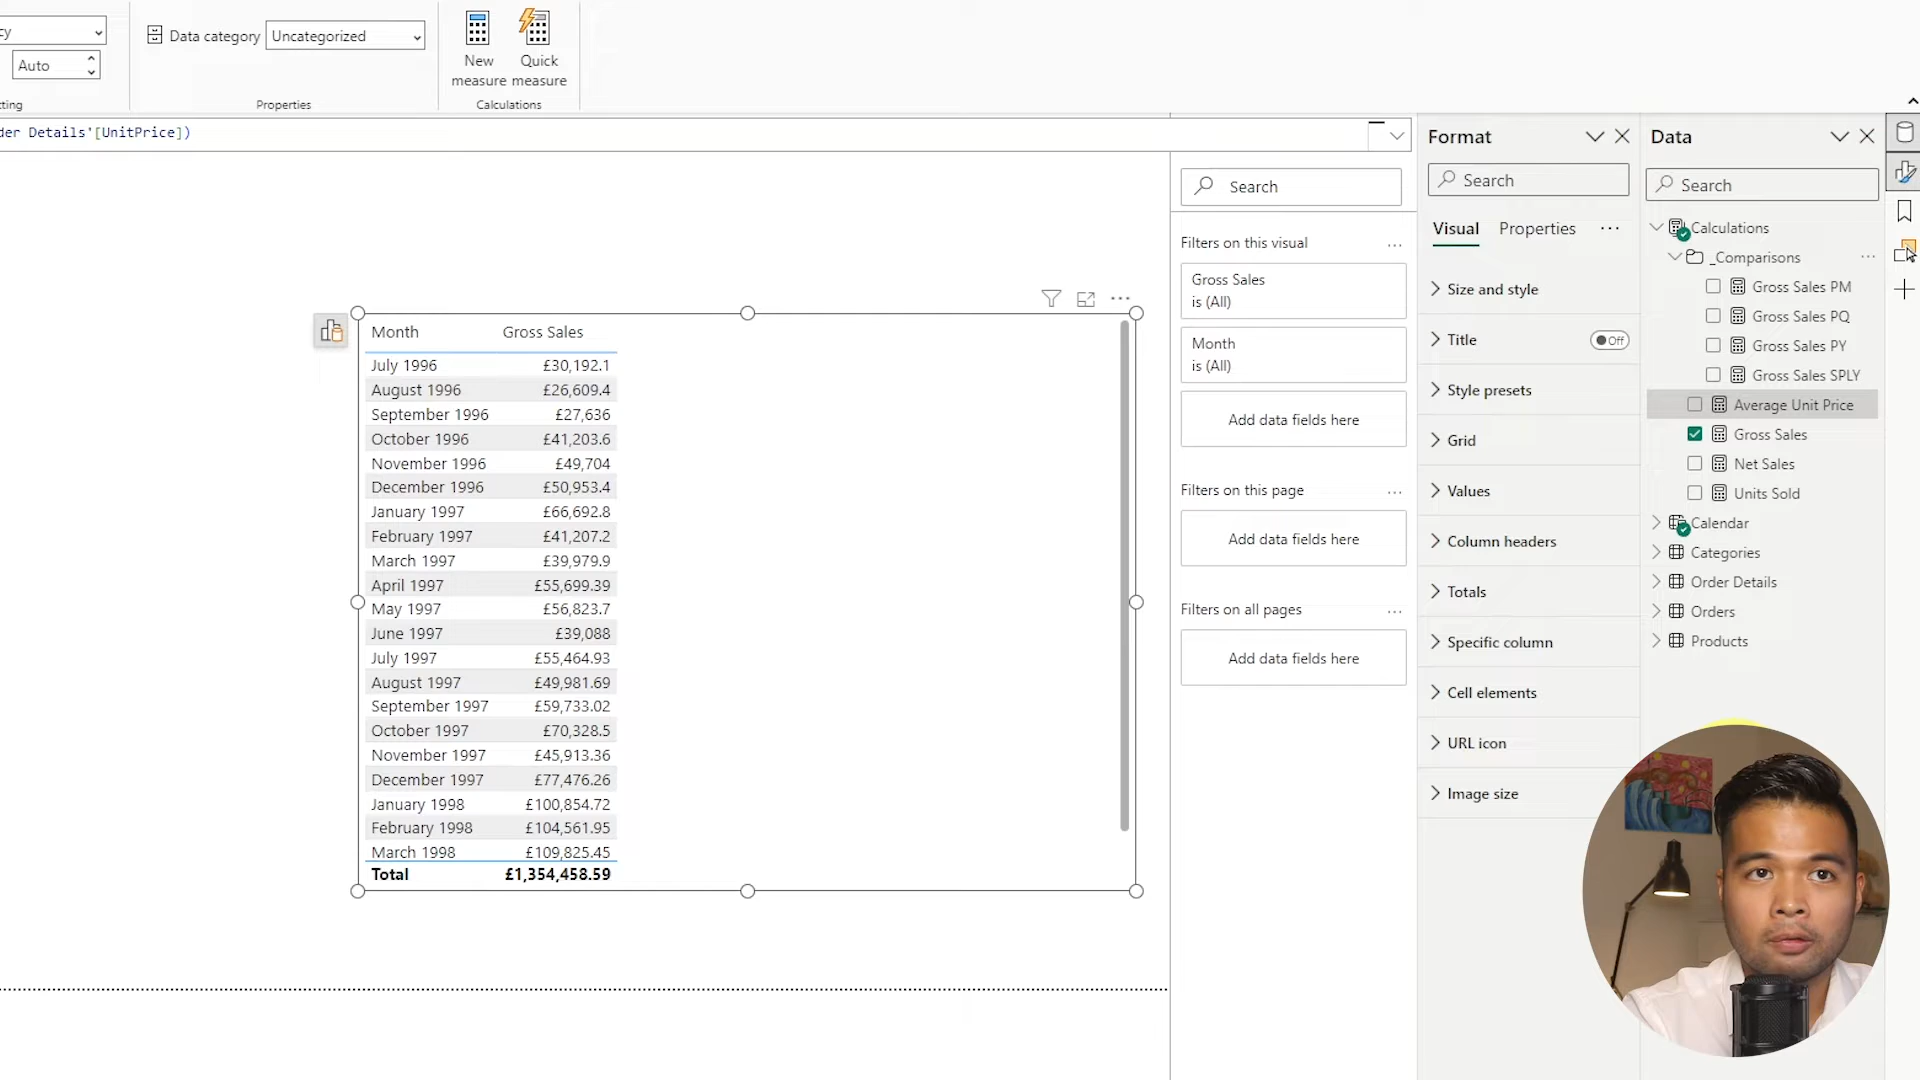 cy
Data category
Uncategorized
Auto
New
measure
Quick
measure
tting
Properties
Calculations
der Details'[UnitPrice])
Month
Gross Sales
July 1996
£30,192.1
August 1996
£26,609.4
September 1996
£27,636
October 1996
£41,203.6
November 1996
£49,704
December 1996
£50,953.4
January 1997
£66,692.8
February 1997
£41,207.2
March 1997
£39,979.9
April 1997
£55,699.39
May 1997
£56,823.7
June 1997
£39,088
July 1997
£55,464.93
August 1997
£49,981.69
September 1997
£59,733.02
October 1997
£70,328.5
November 1997
£45,913.36
December 1997
£77,476.26
January 1998
£100,854.72
February 1998
£104,561.95
March 1998
£109,825.45
Total
£1,354,458.59
Search
Filters on this visual
Gross Sales
is (All)
Month
is (All)
Add data fields here
Filters on this page
Add data fields here
Filters on all pages
Add data fields here
Format
Search
Visual
Properties
Size and style
Title
Off
Style presets
Grid
Values
Column headers
Totals
Specific column
Cell elements
URL icon
Image size
Data
Search
Calculations
_Comparisons
Gross Sales PM
Gross Sales PQ
Gross Sales PY
Gross Sales SPLY
Average Unit Price
Gross Sales
Net Sales
Units Sold
Calendar
Categories
Order Details
Orders
Products